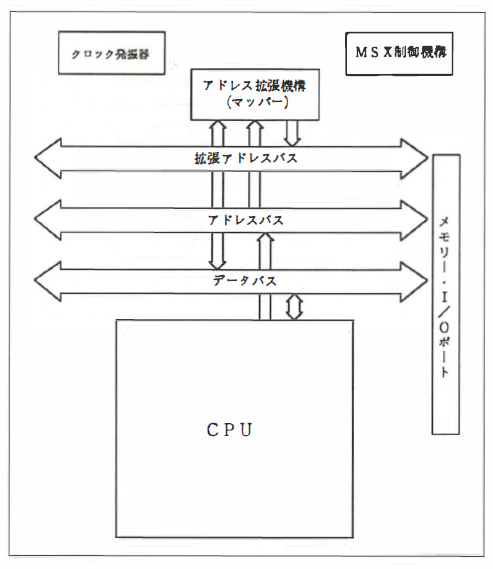 クロック発振器
MSX制御機構
アドレス拡張機構
(マッパー)
拡張アドレスバス
アドレスバス
データバス
メモリー・I/Oポート
CPU